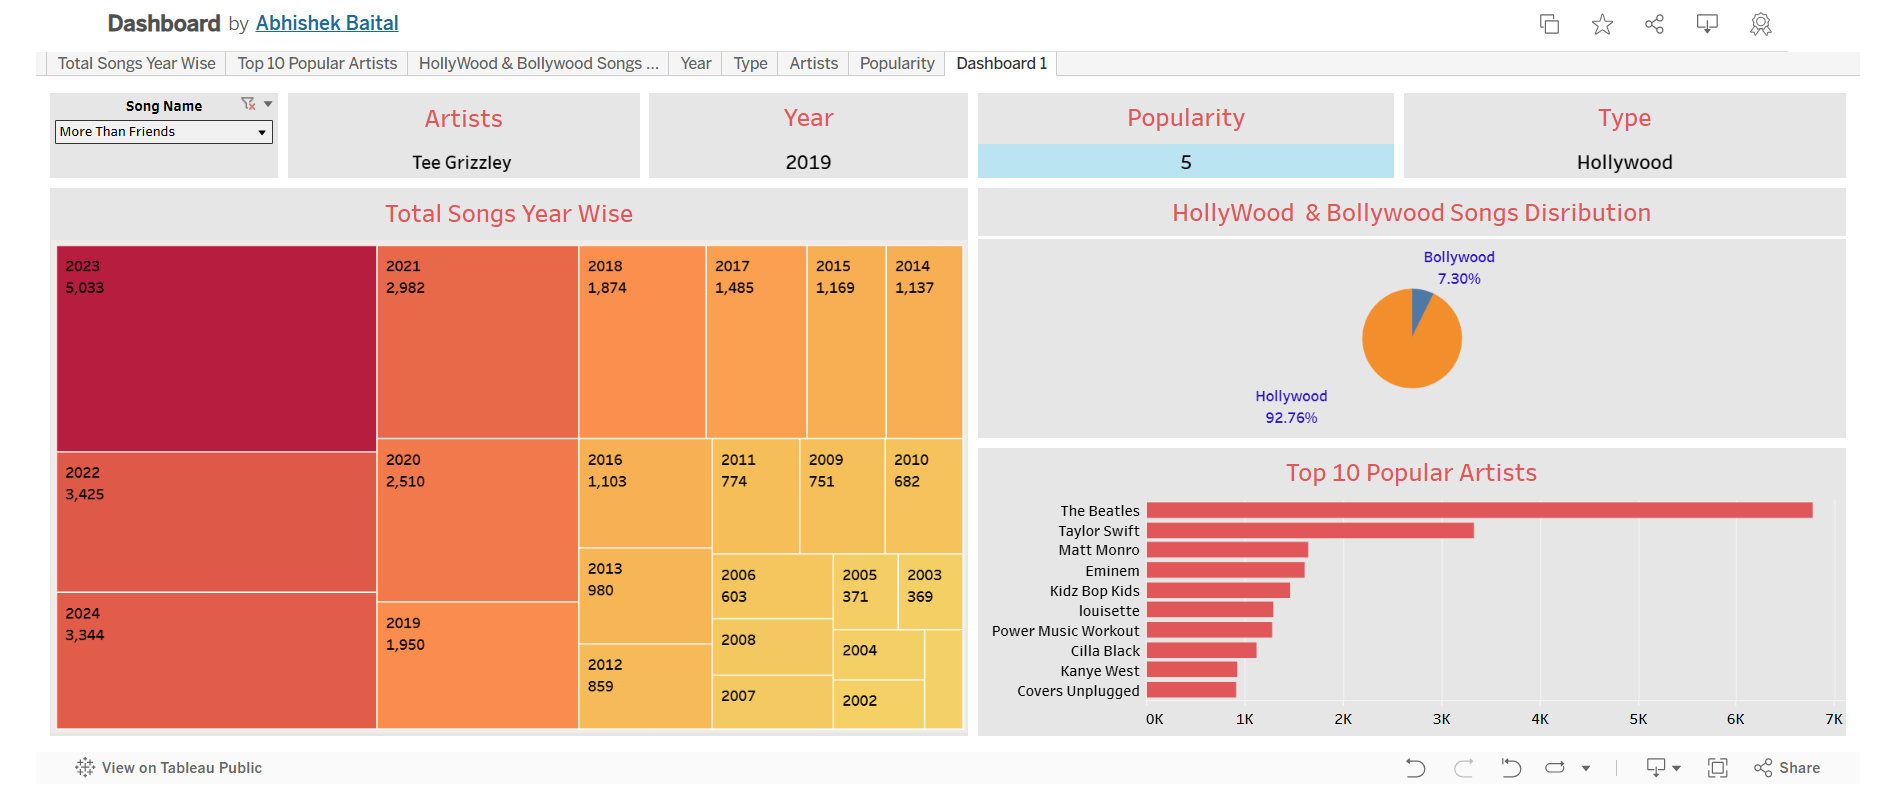 Dashboard by Abhishek Baital
Total Songs Year Wise
Top 10 Popular Artists
HollyWood & Bollywood Songs ...
Year
Type
Artists
Popularity
Dashboard 1
Song Name
More Than Friends
Artists
Tee Grizzley
Year
2019
Popularity
5
Type
Hollywood
Total Songs Year Wise
2023
5,033
2022
3,425
2024
3,344
2021
2,982
2020
2,510
2019
1,950
2018
1,874
2017
1,485
2015
1,169
2014
1,137
2016
1,103
2013
980
2012
859
2011
774
2009
751
2010
682
2006
603
2008
2007
2005
371
2003
369
2004
2002
HollyWood & Bollywood Songs Disribution
Bollywood
7.30%
Hollywood
92.76%
Top 10 Popular Artists
The Beatles
Taylor Swift
Matt Monro
Eminem
Kidz Bop Kids
louisette
Power Music Workout
Cilla Black
Kanye West
Covers Unplugged
0K 1K 2K 3K 4K 5K 6K 7K
View on Tableau Public
Share